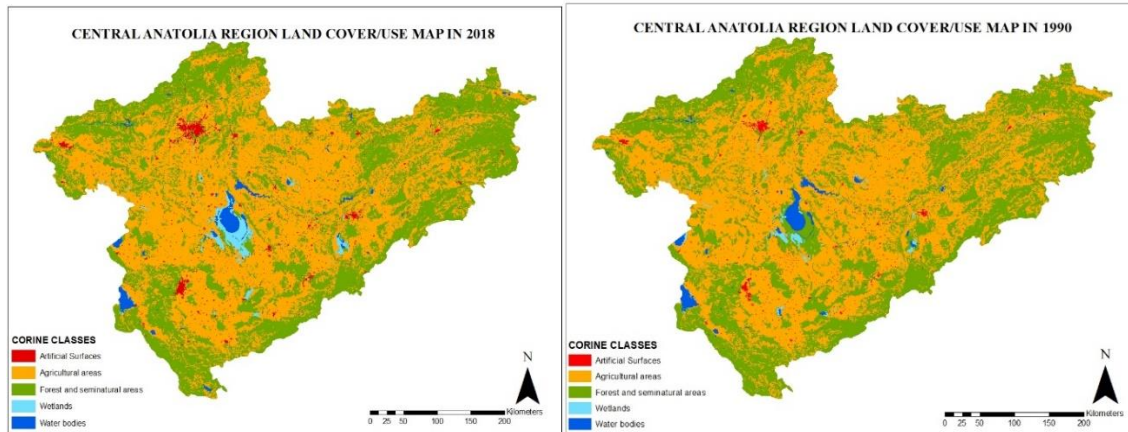 CENTRAL ANATOLIA REGION LAND COVER/USE MAP IN 2018
CORINE CLASSES
Artificial Surfaces
Agricultural areas
Forest and seminatural areas
Wetlands
Water bodies
N
Kilometers
0 25 50 100 150 200
CENTRAL ANATOLIA REGION LAND COVER/USE MAP IN 1990
CORINE CLASSES
Artificial Surfaces
Agricultural areas
Forest and seminatural areas
Wetlands
Water bodies
N
Kilometers
0 25 50 100 150 200